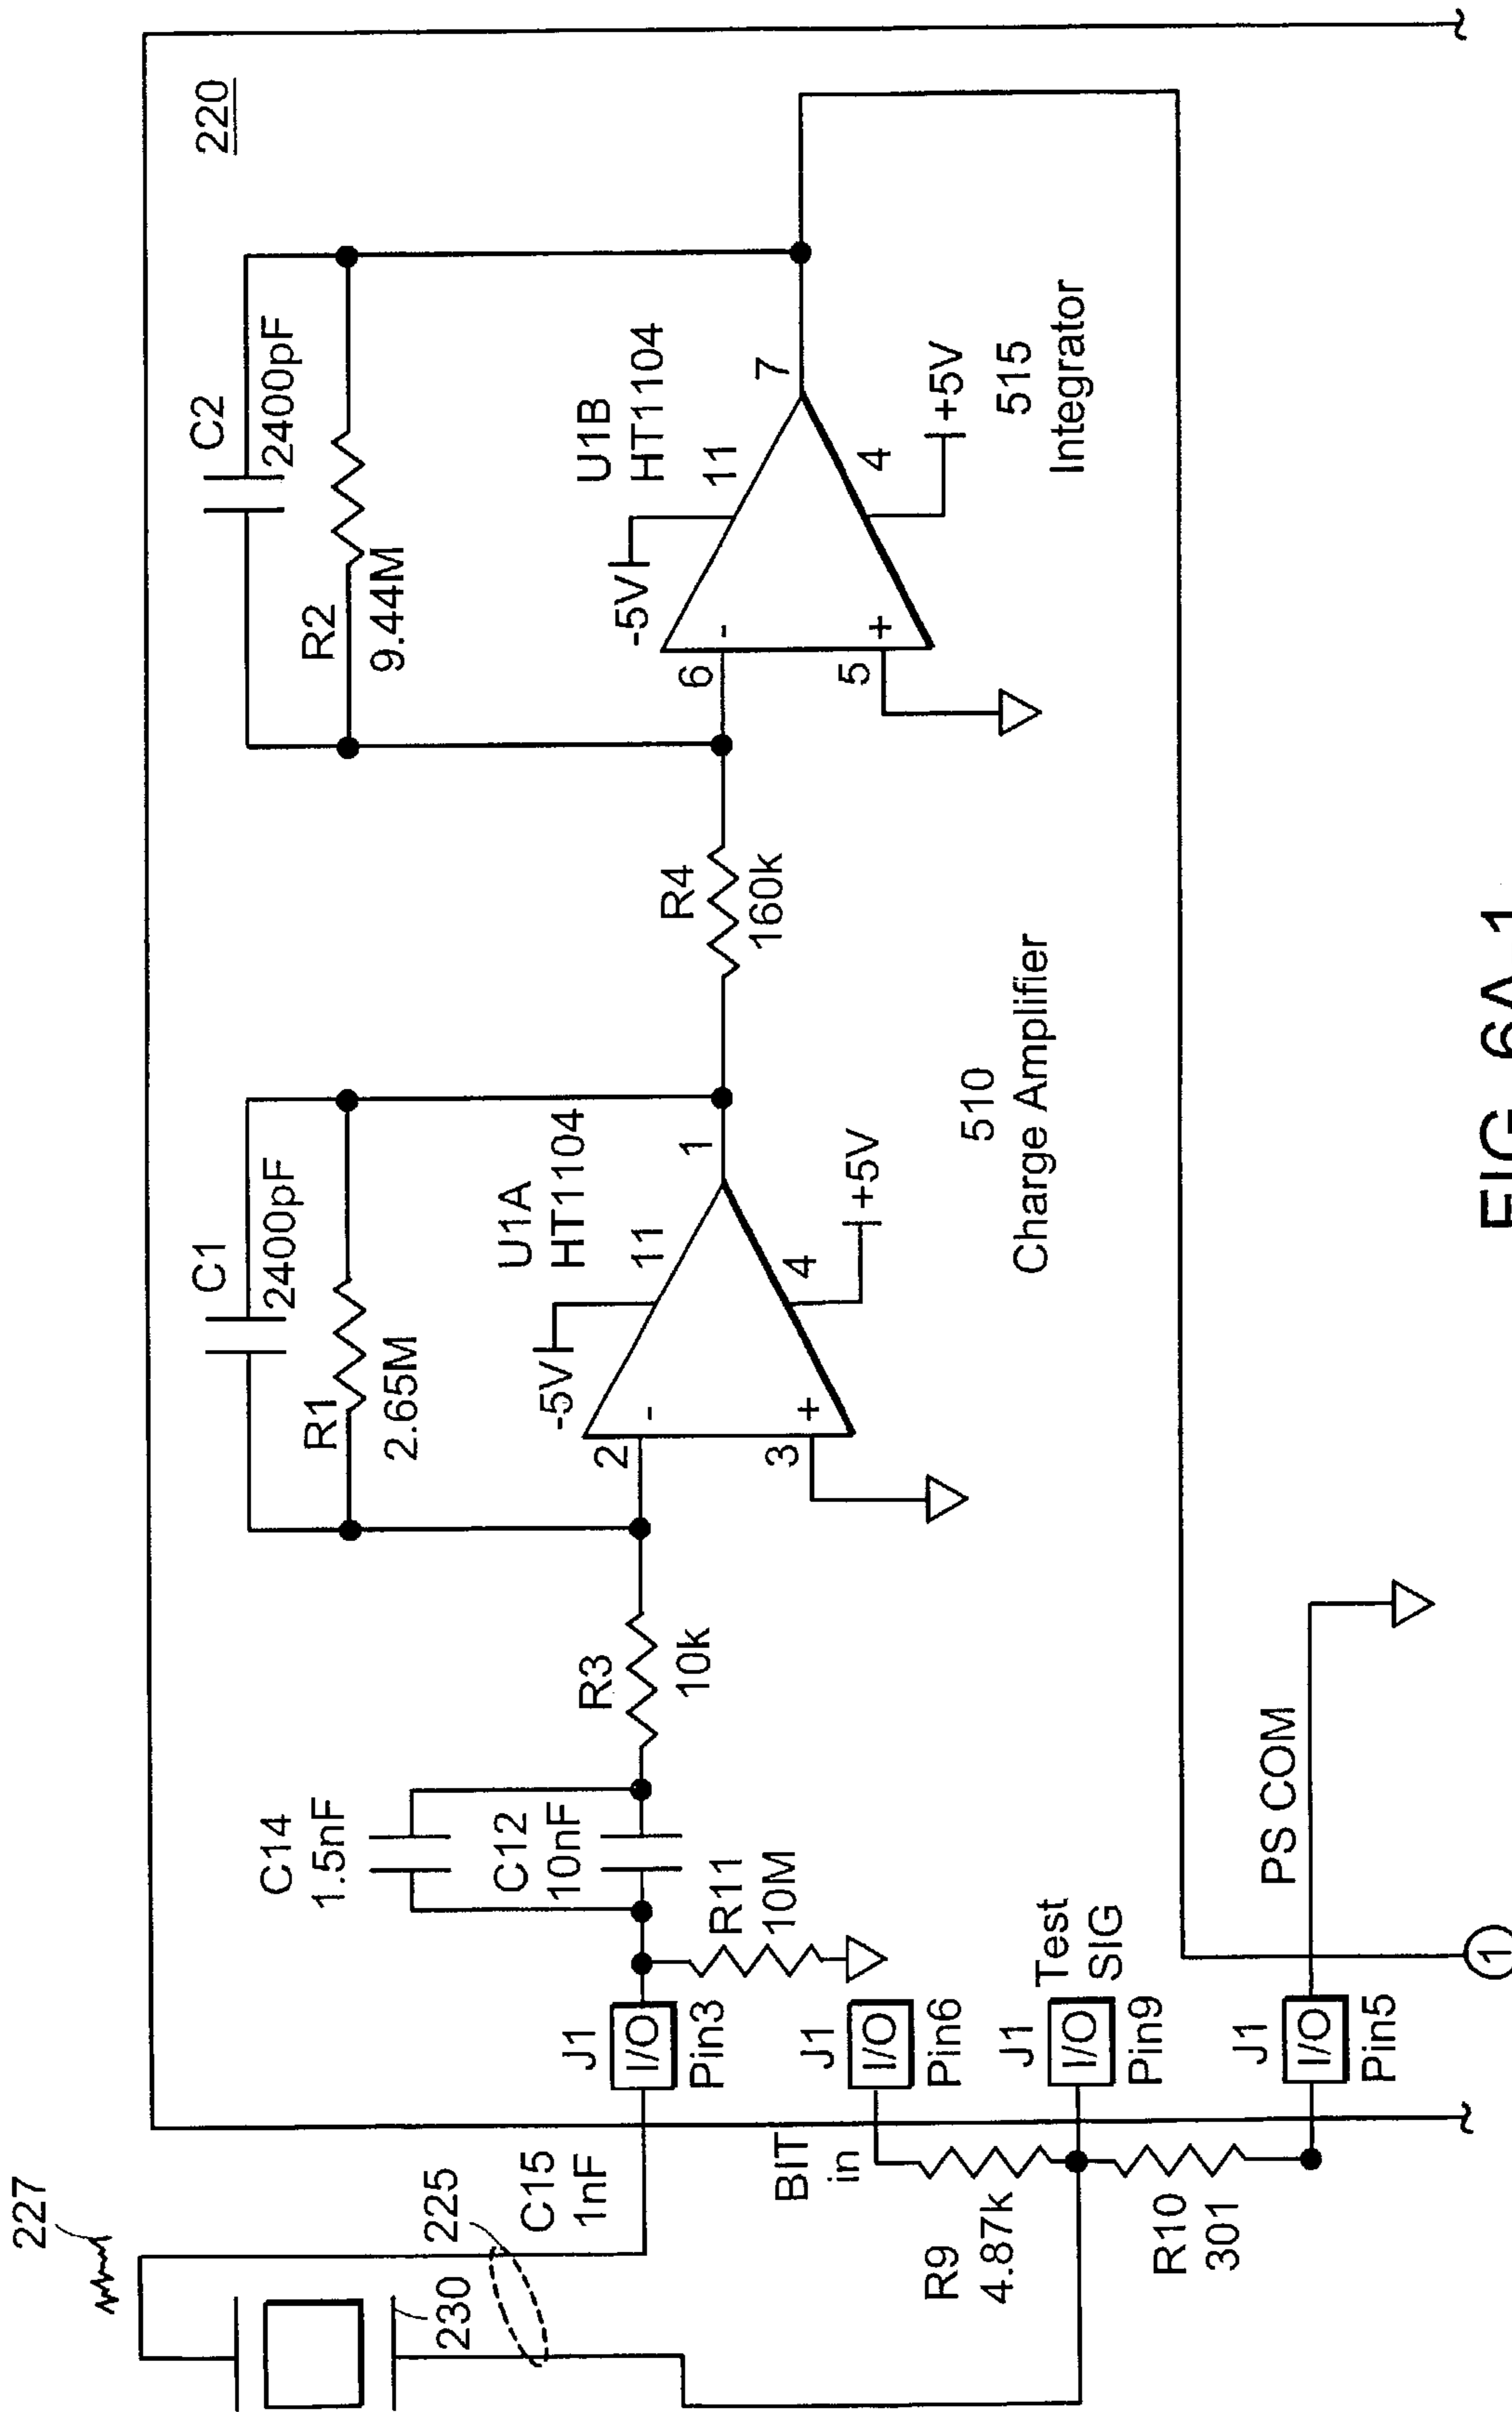 220
C1
2400pF
R1
2.65M
U1A
HT1104
-5V
11
2
-
3
+
1
4
+5V
510
Charge Amplifier
C2
2400pF
R2
9.44M
U1B
HT1104
-5V
11
6
-
5
+
7
4
+5V
515
Integrator
R4
160k
R3
10k
C14
1.5nF
C12
10nF
R11
10M
J1
I/O
Pin3
J1
I/O
Pin6
Test
SIG
J1
I/O
Pin9
PS COM
J1
I/O
Pin5
1
227
225
230
C15
1nF
BIT
in
R9
4.87k
R10
301
FIG. 6A-1